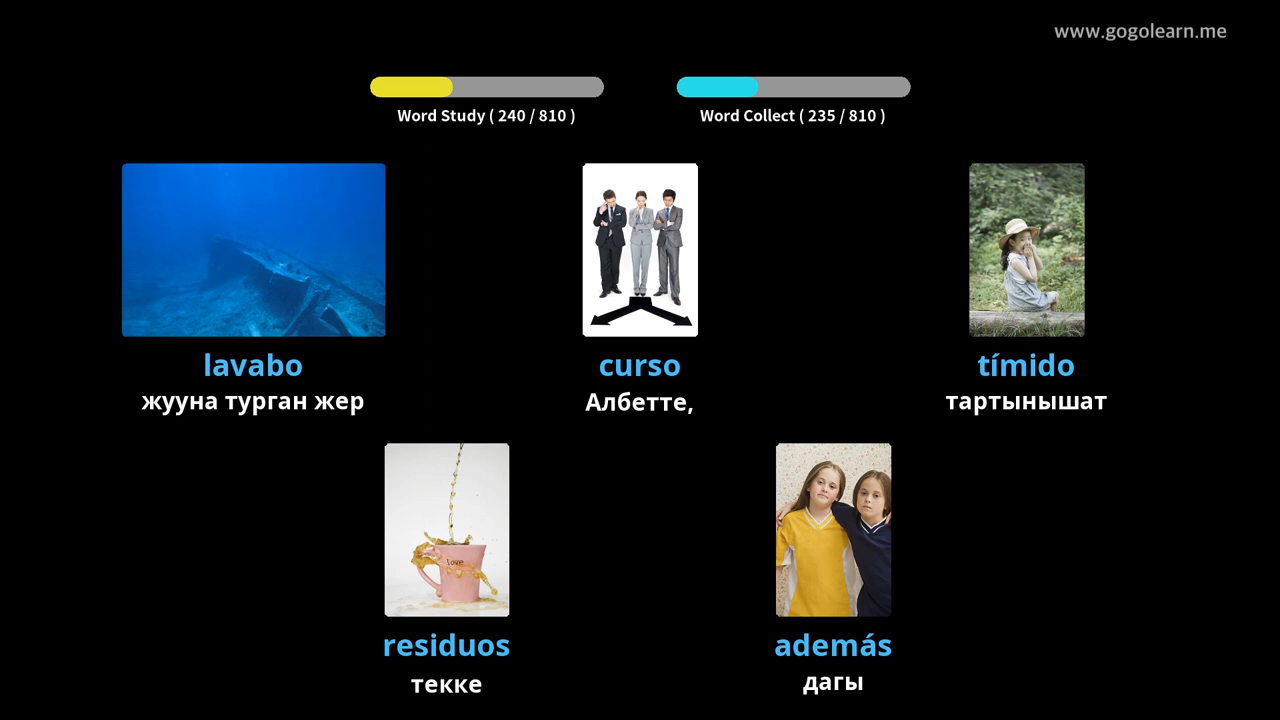 www.gogolearn.me
Word Study ( 240 / 810 )
Word Collect ( 235 / 810 )
lavabo
жууна турган жер
curso
Албетте,
tímido
тартынышат
Love
residuos
текке
además
дагы